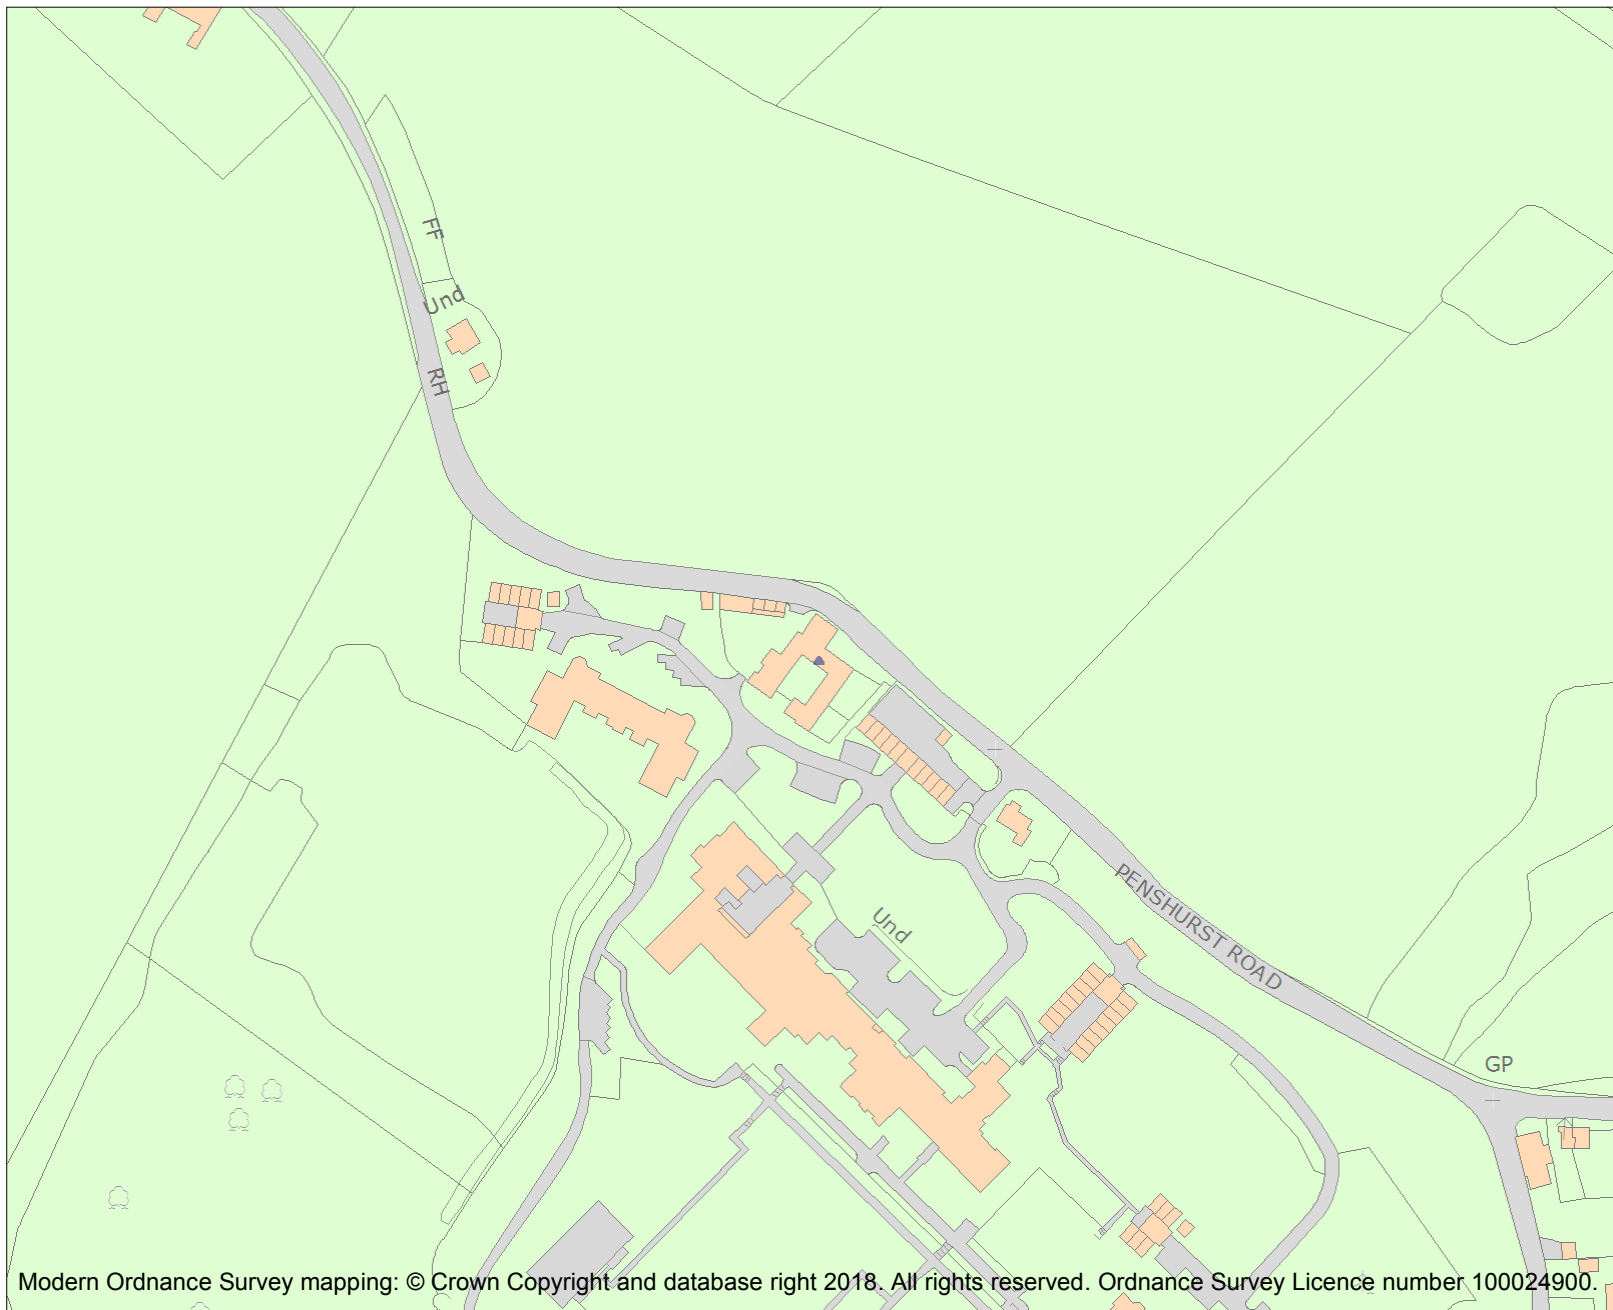 FF
Und
RH
PENSHURST ROAD
Und
GP
Modern Ordnance Survey mapping: © Crown Copyright and database right 2018. All rights reserved. Ordnance Survey Licence number 100024900.